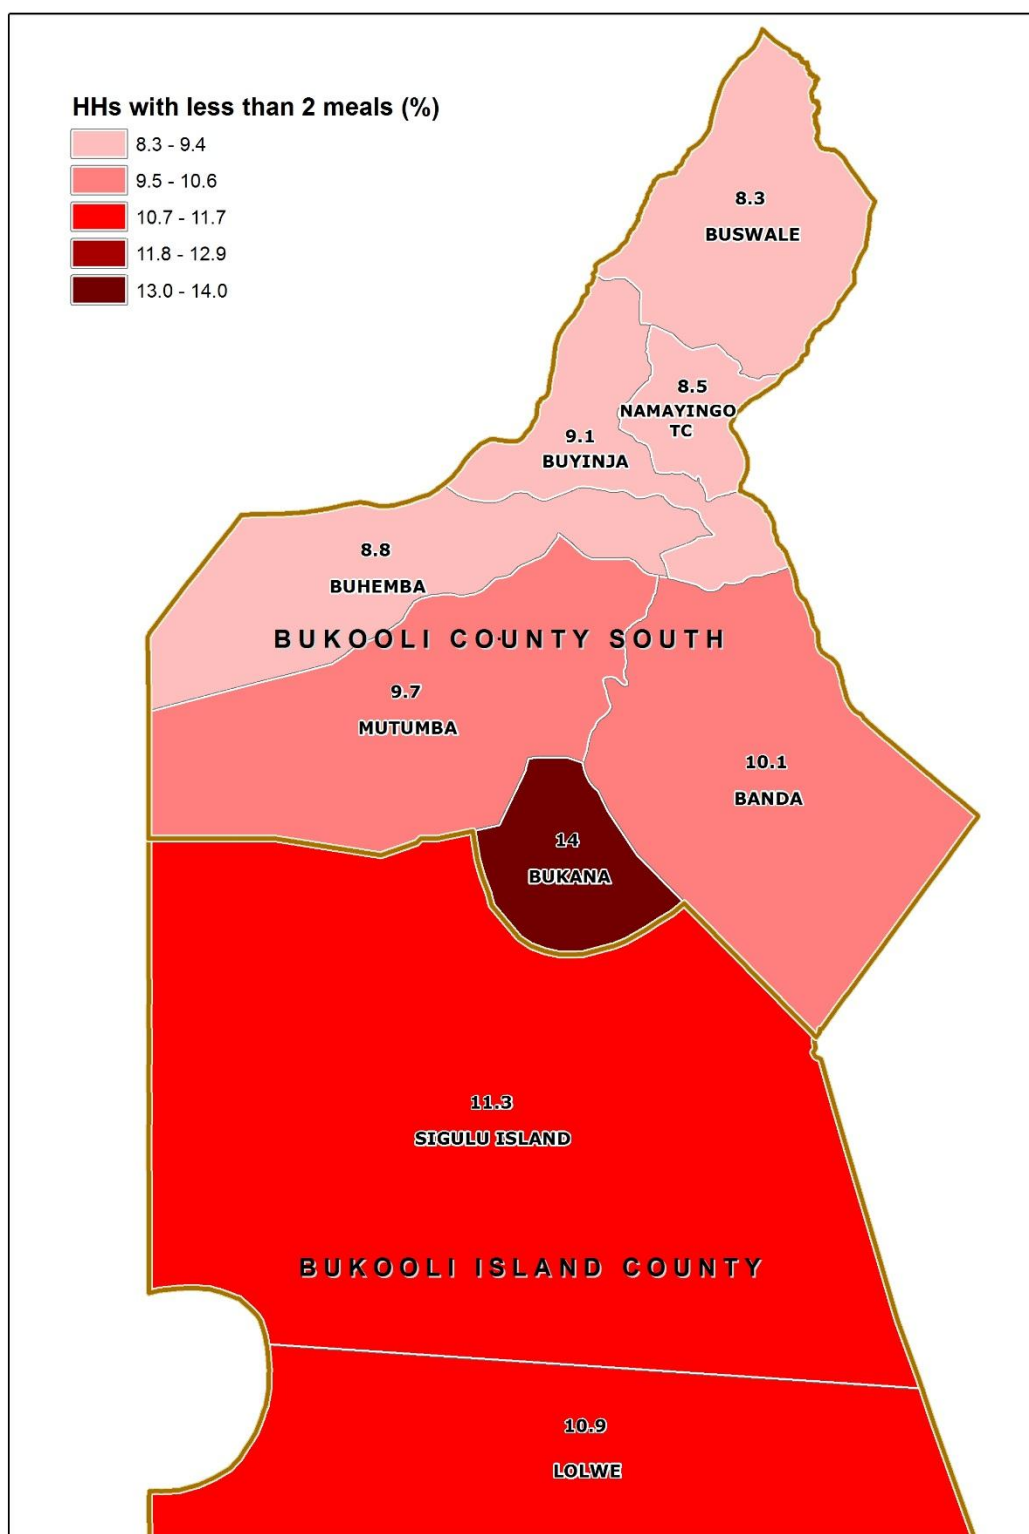 HHs with less than 2 meals (%)
8.3 - 9.4
9.5 - 10.6
10.7 - 11.7
11.8 - 12.9
13.0 - 14.0
8.3
BUSWALE
8.5
NAMAYINGO
TC
9.1
BUYINJA
8.8
BUHEMBA
BUKOOLI COUNTY SOUTH
9.7
MUTUMBA
10.1
BANDA
14
BUKANA
11.3
SIGULU ISLAND
BUKOOLI ISLAND COUNTY
10.9
LOLWE